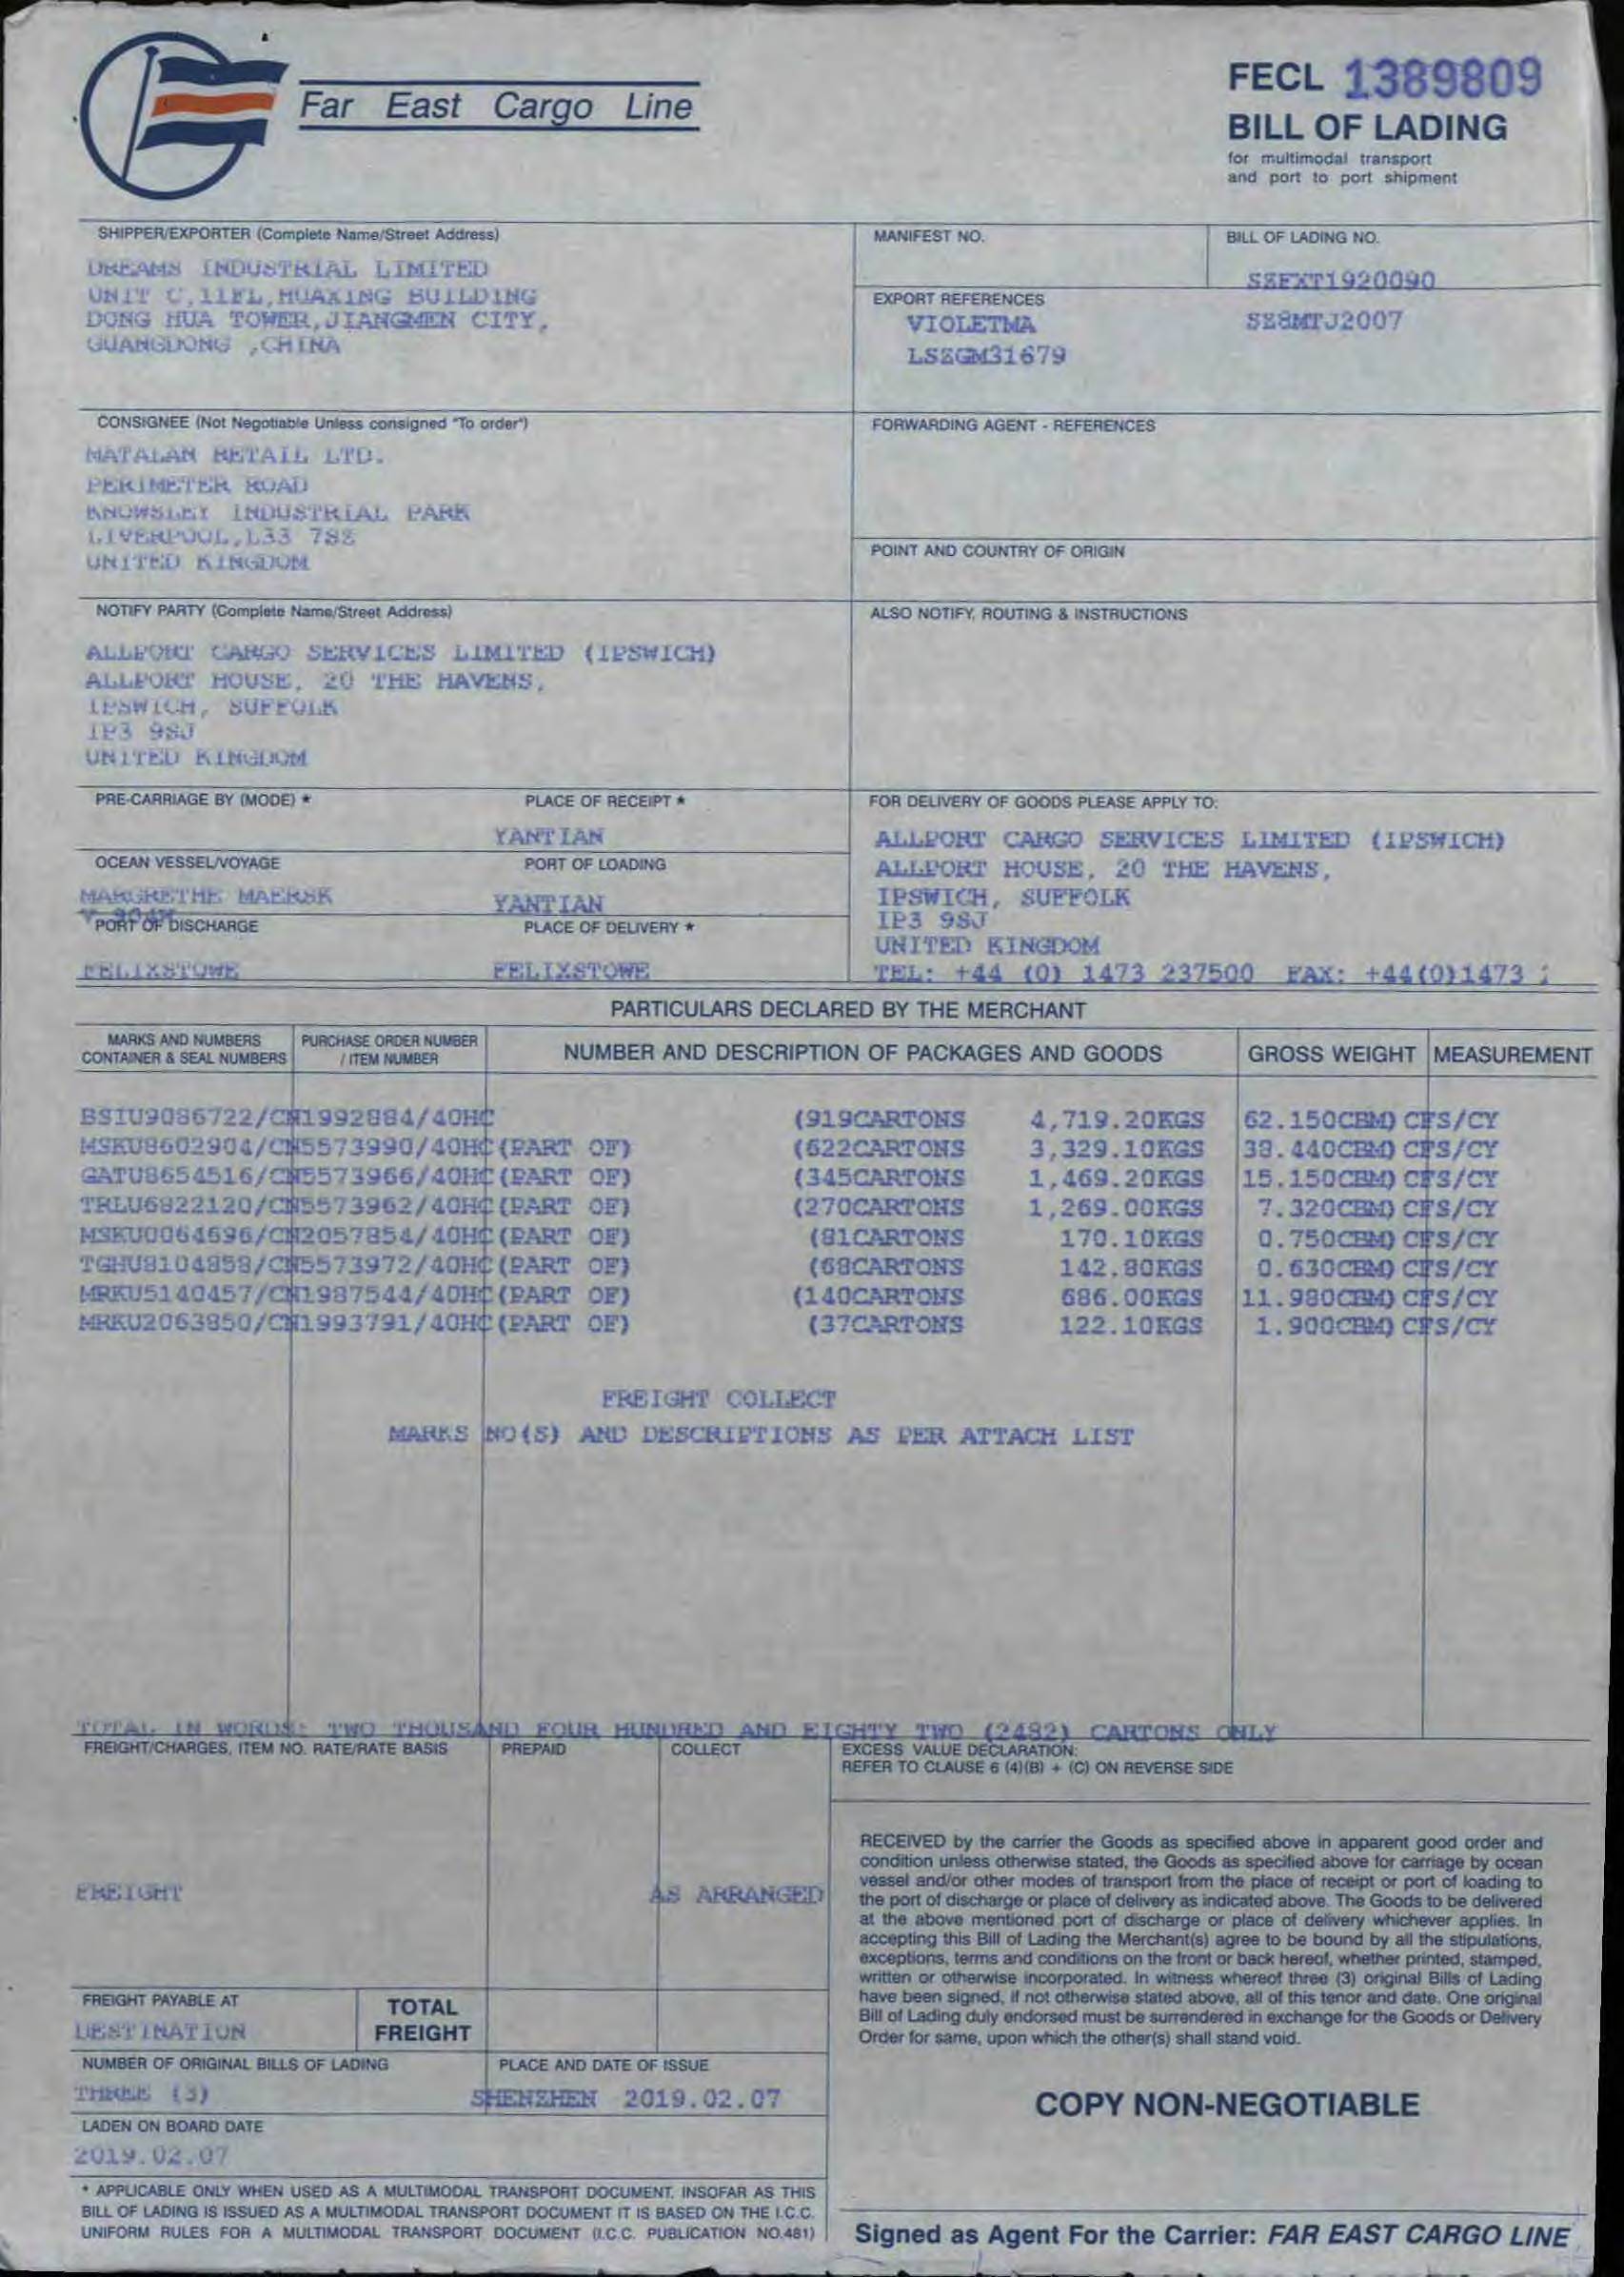 Far East Cargo Line
FECL 1389809
BILL OF LADING
for multimodal transport
and port to port shipment
SHIPPER/EXPORTER (Complete Name/Street Address)
DREAMS INDUSTRIAL LIMITED
UNIT C,11FL,HUAXING BUILDING
DONG HUA TOWER,JIANGMEN CITY,
GUANGDONG ,CHINA
MANIFEST NO.
BILL OF LADING NO.
SZFXT1920090
EXPORT REFERENCES
VIOLETMA
SZ8MTJ2007
LSZGM31679
CONSIGNEE (Not Negotiable Unless consigned "To order")
MATALAN RETAIL LTD.
PERIMETER ROAD
KNOWSLEY INDUSTRIAL PARK
LIVERPOOL,L33 7SZ
UNITED KINGDOM
FORWARDING AGENT - REFERENCES
POINT AND COUNTRY OF ORIGIN
NOTIFY PARTY (Complete Name/Street Address)
ALLPORT CARGO SERVICES LIMITED (IPSWICH)
ALLPORT HOUSE, 20 THE HAVENS,
IPSWICH, SUFFOLK
IP3 9SJ
UNITED KINGDOM
ALSO NOTIFY, ROUTING & INSTRUCTIONS
PRE-CARRIAGE BY (MODE) *
PLACE OF RECEIPT *
YANTIAN
OCEAN VESSEL/VOYAGE
PORT OF LOADING
MARGRETHE MAERSK
YANTIAN
PORT OF DISCHARGE
PLACE OF DELIVERY *
FELIXSTOWE
FELIXSTOWE
FOR DELIVERY OF GOODS PLEASE APPLY TO:
ALLPORT CARGO SERVICES LIMITED (IPSWICH)
ALLPORT HOUSE, 20 THE HAVENS,
IPSWICH, SUFFOLK
IP3 9SJ
UNITED KINGDOM
TEL: +44 (0) 1473 237500 FAX: +44(0)1473
PARTICULARS DECLARED BY THE MERCHANT
MARKS AND NUMBERS
CONTAINER & SEAL NUMBERS
PURCHASE ORDER NUMBER
/ ITEM NUMBER
NUMBER AND DESCRIPTION OF PACKAGES AND GOODS
GROSS WEIGHT
MEASUREMENT
BSIU9086722/CN1992884/40HC (919CARTONS 4,719.20KGS 62.150CBM) CFS/CY
MSKU8602904/CN5573990/40HC (PART OF) (622CARTONS 3,329.10KGS 38.440CBM) CFS/CY
GATU8654516/CN5573966/40HC (PART OF) (345CARTONS 1,469.20KGS 15.150CBM) CFS/CY
TRLU6822120/CN5573962/40HC (PART OF) (270CARTONS 1,269.00KGS 7.320CBM) CFS/CY
MSKU0064696/CN2057854/40HC (PART OF) (81CARTONS 170.10KGS 0.750CBM) CFS/CY
TGHU8104858/CN5573972/40HC (PART OF) (68CARTONS 142.80KGS 0.630CBM) CFS/CY
MRKU5140457/CN1987544/40HC (PART OF) (140CARTONS 686.00KGS 11.980CBM) CFS/CY
MRKU2063850/CN1993791/40HC (PART OF) (37CARTONS 122.10KGS 1.900CBM) CFS/CY
FREIGHT COLLECT
MARKS NO(S) AND DESCRIPTIONS AS PER ATTACH LIST
TOTAL IN WORDS: TWO THOUSAND FOUR HUNDRED AND EIGHTY TWO (2482) CARTONS ONLY
FREIGHT/CHARGES, ITEM NO. RATE/RATE BASIS
PREPAID
COLLECT
FREIGHT
AS ARRANGED
EXCESS VALUE DECLARATION:
REFER TO CLAUSE 6 (4)(B) + (C) ON REVERSE SIDE
RECEIVED by the carrier the Goods as specified above in apparent good order and
condition unless otherwise stated, the Goods as specified above for carriage by ocean
vessel and/or other modes of transport from the place of receipt or port of loading to
the port of discharge or place of delivery as indicated above. The Goods to be delivered
at the above mentioned port of discharge or place of delivery whichever applies. In
accepting this Bill of Lading the Merchant(s) agree to be bound by all the stipulations,
exceptions, terms and conditions on the front or back hereof, whether printed, stamped,
written or otherwise incorporated. In witness whereof three (3) original Bills of Lading
have been signed, if not otherwise stated above, all of this tenor and date. One original
Bill of Lading duly endorsed must be surrendered in exchange for the Goods or Delivery
Order for same, upon which the other(s) shall stand void.
FREIGHT PAYABLE AT
DESTINATION
TOTAL
FREIGHT
NUMBER OF ORIGINAL BILLS OF LADING
THREE (3)
PLACE AND DATE OF ISSUE
SHENZHEN 2019.02.07
LADEN ON BOARD DATE
2019.02.07
COPY NON-NEGOTIABLE
* APPLICABLE ONLY WHEN USED AS A MULTIMODAL TRANSPORT DOCUMENT. INSOFAR AS THIS
BILL OF LADING IS ISSUED AS A MULTIMODAL TRANSPORT DOCUMENT IT IS BASED ON THE I.C.C.
UNIFORM RULES FOR A MULTIMODAL TRANSPORT DOCUMENT (I.C.C. PUBLICATION NO.481)
Signed as Agent For the Carrier: FAR EAST CARGO LINE